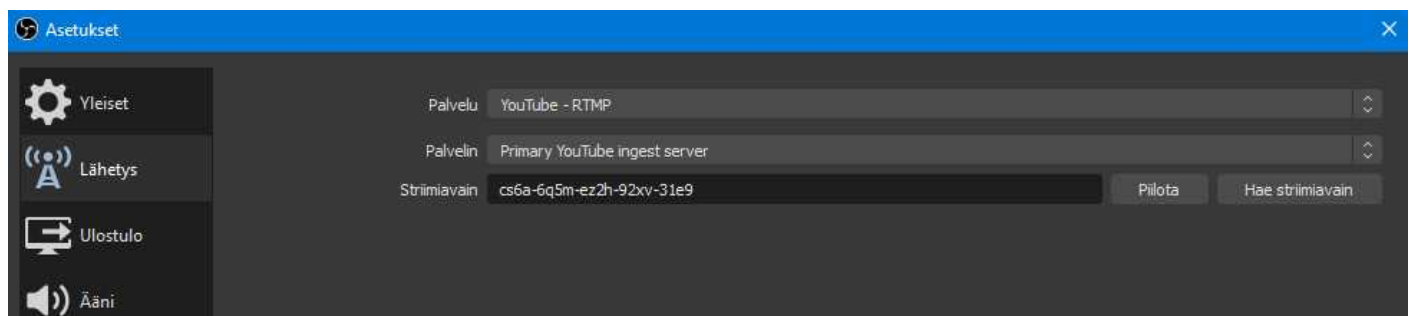 Asetukset
Yleiset
Lähetys
Ulostulo
Ääni
Palvelu YouTube - RTMP
Palvelin Primary YouTube ingest server
Striimiavain cs6a-6q5m-ez2h-92xv-31e9 Piilota Hae striimiavain